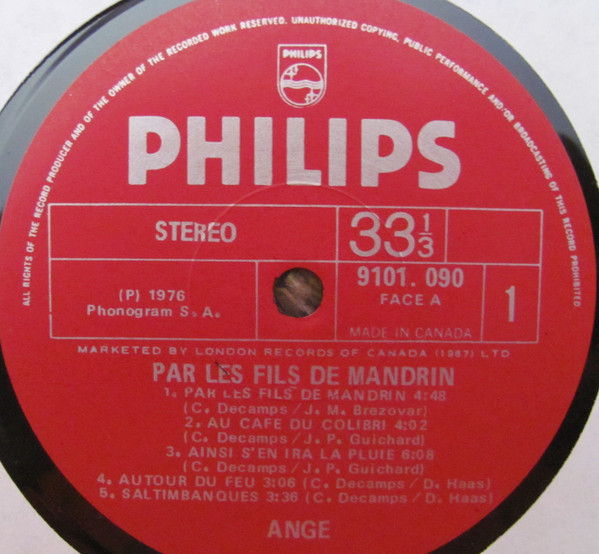 ALL RIGHTS OF THE RECORD PRODUCER AND OF THE OWNER OF THE RECORDED WORK RESERVED. UNAUTHORIZED COPYING, PUBLIC PERFORMANCE AND/OR BROADCASTING OF THIS RECORD PROHIBITED
PHILIPS
PHILIPS
STEREO
33 1/3
9101. 090
FACE A
1
(P) 1976
Phonogram S. A.
MADE IN CANADA
MARKETED BY LONDON RECORDS OF CANADA (1967) LTD
PAR LES FILS DE MANDRIN
1. PAR LES FILS DE MANDRIN 4:48
(C. Decamps/J. M. Brezovar)
2. AU CAFE DU COLIBRI 4:02
(C. Decamps/J. P. Guichard)
3. AINSI S'EN IRA LA PLUIE 6:08
(C. Decamps/J. P. Guichard)
4. AUTOUR DU FEU 3:06 (C. Decamps/D. Haas)
5. SALTIMBANQUES 3:36 (C. Decamps/D. Haas)
ANGE